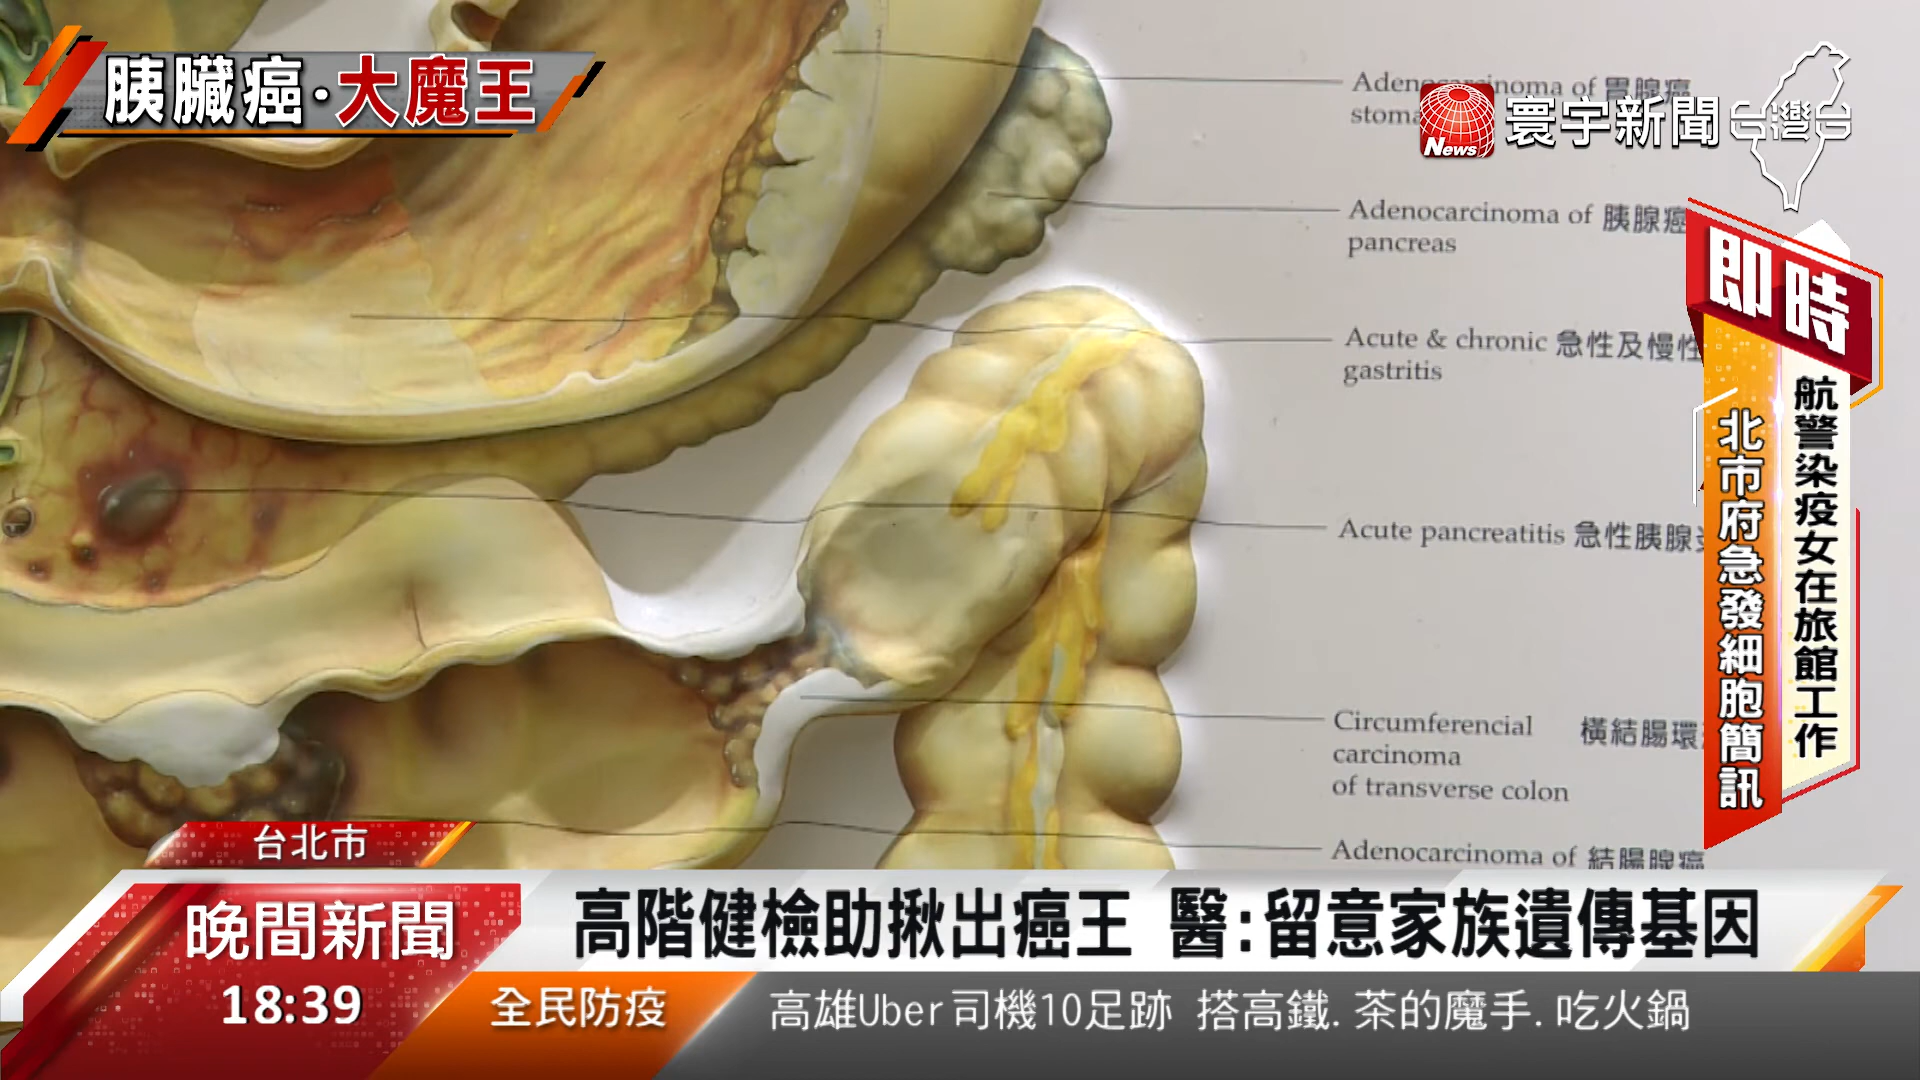 胰臟癌·大魔王
Adenocarcinoma of 胃腺癌
News 寰宇新聞 台灣台
Adenocarcinoma of 胰腺癌
pancreas
即時
航警染疫女在旅館工作
北市府急發細胞簡訊
Acute & chronic 急性及慢性
gastritis
Acute pancreatitis 急性胰腺
Circumferencial 橫結腸環
carcinoma
of transverse colon
Adenocarcinoma of 結腸腺癌
台北市
晚間新聞
高階健檢助揪出癌王 醫:留意家族遺傳基因
18:39
全民防疫
高雄Uber司機10足跡 搭高鐵.茶的魔手.吃火鍋